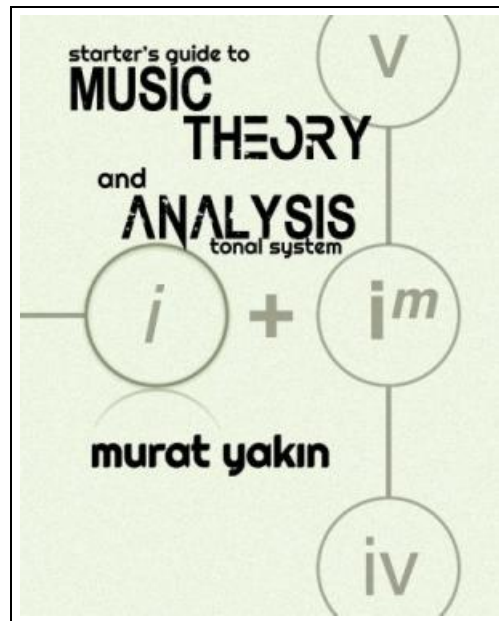 starter's guide to
MUSIC
THEORY
and
ANALYSIS
tonal system
v
i + i^m
murat yakın
iv